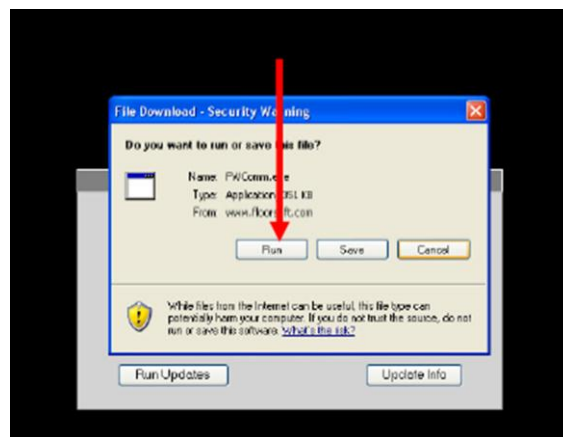 File Download - Security Warning
Do you want to run or save this file?
Name: PWComm.exe
Type: Application, 351 KB
From: www.floorsoft.com
Run Save Cancel
While files from the Internet can be useful, this file type can
potentially harm your computer. If you do not trust the source, do not
run or save this software. What's the risk?
Run Updates Update Info